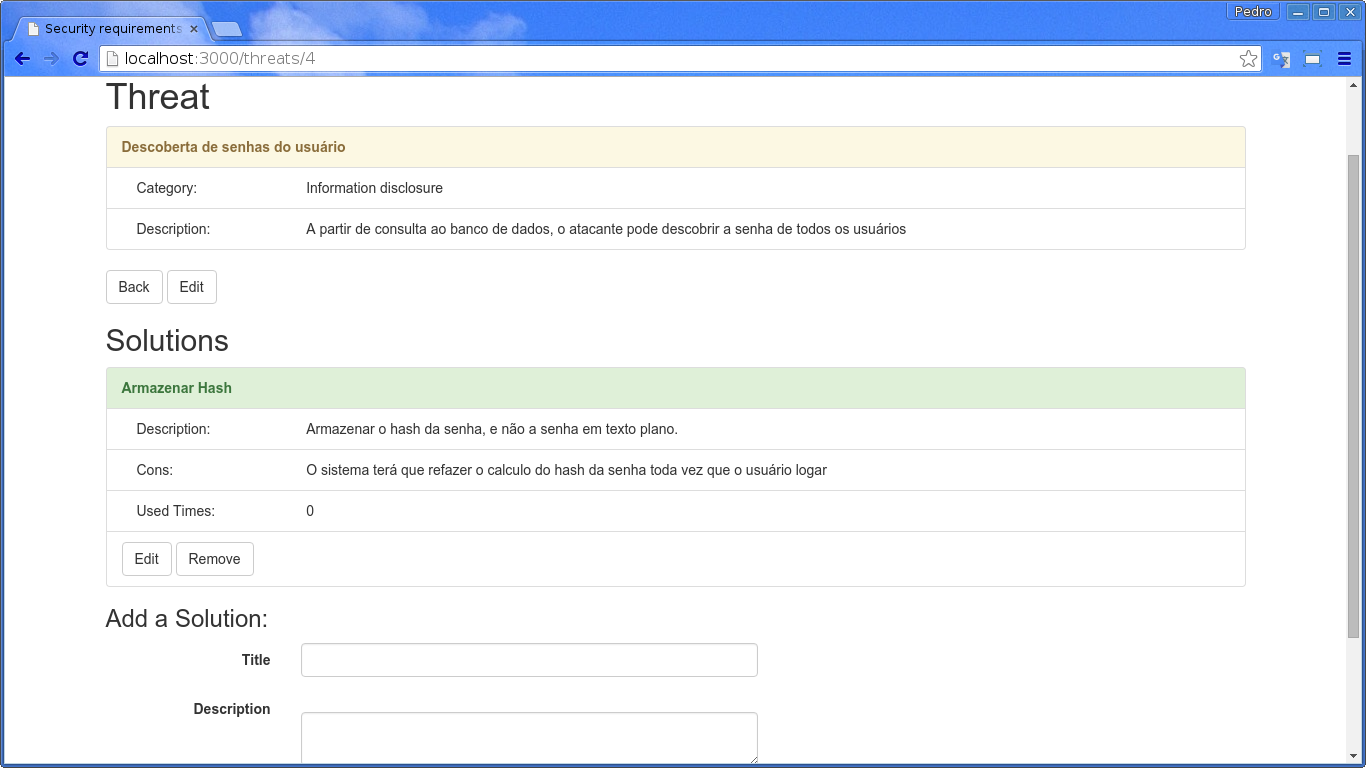 Pedro
Security requirements
localhost:3000/threats/4
Threat
Descoberta de senhas do usuário
Category: Information disclosure
Description: A partir de consulta ao banco de dados, o atacante pode descobrir a senha de todos os usuários
Back Edit
Solutions
Armazenar Hash
Description: Armazenar o hash da senha, e não a senha em texto plano.
Cons: O sistema terá que refazer o calculo do hash da senha toda vez que o usuário logar
Used Times: 0
Edit Remove
Add a Solution:
Title
Description